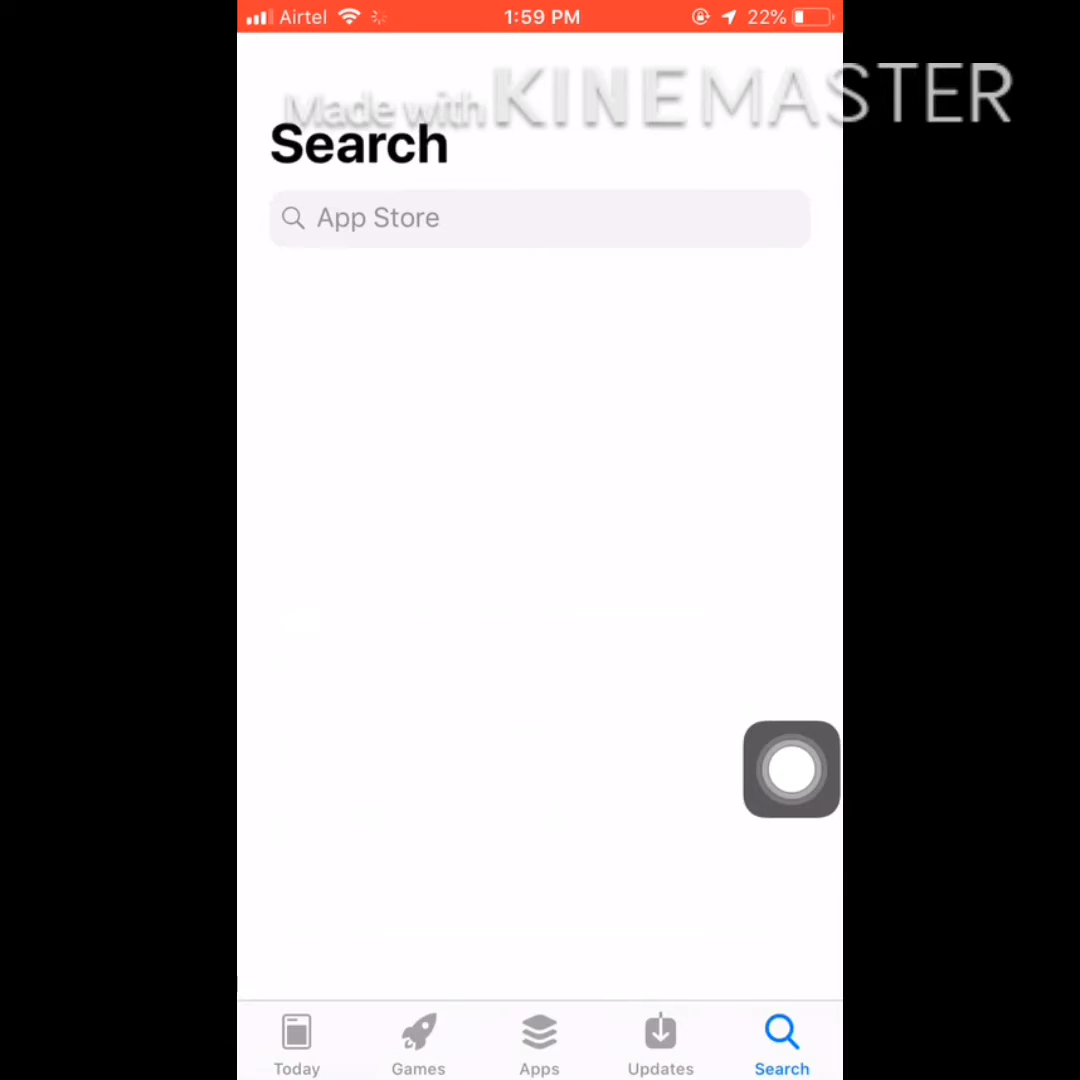 Airtel 1:59 PM 22%
Made with KINEMASTER
Search
App Store
Today Games Apps Updates Search